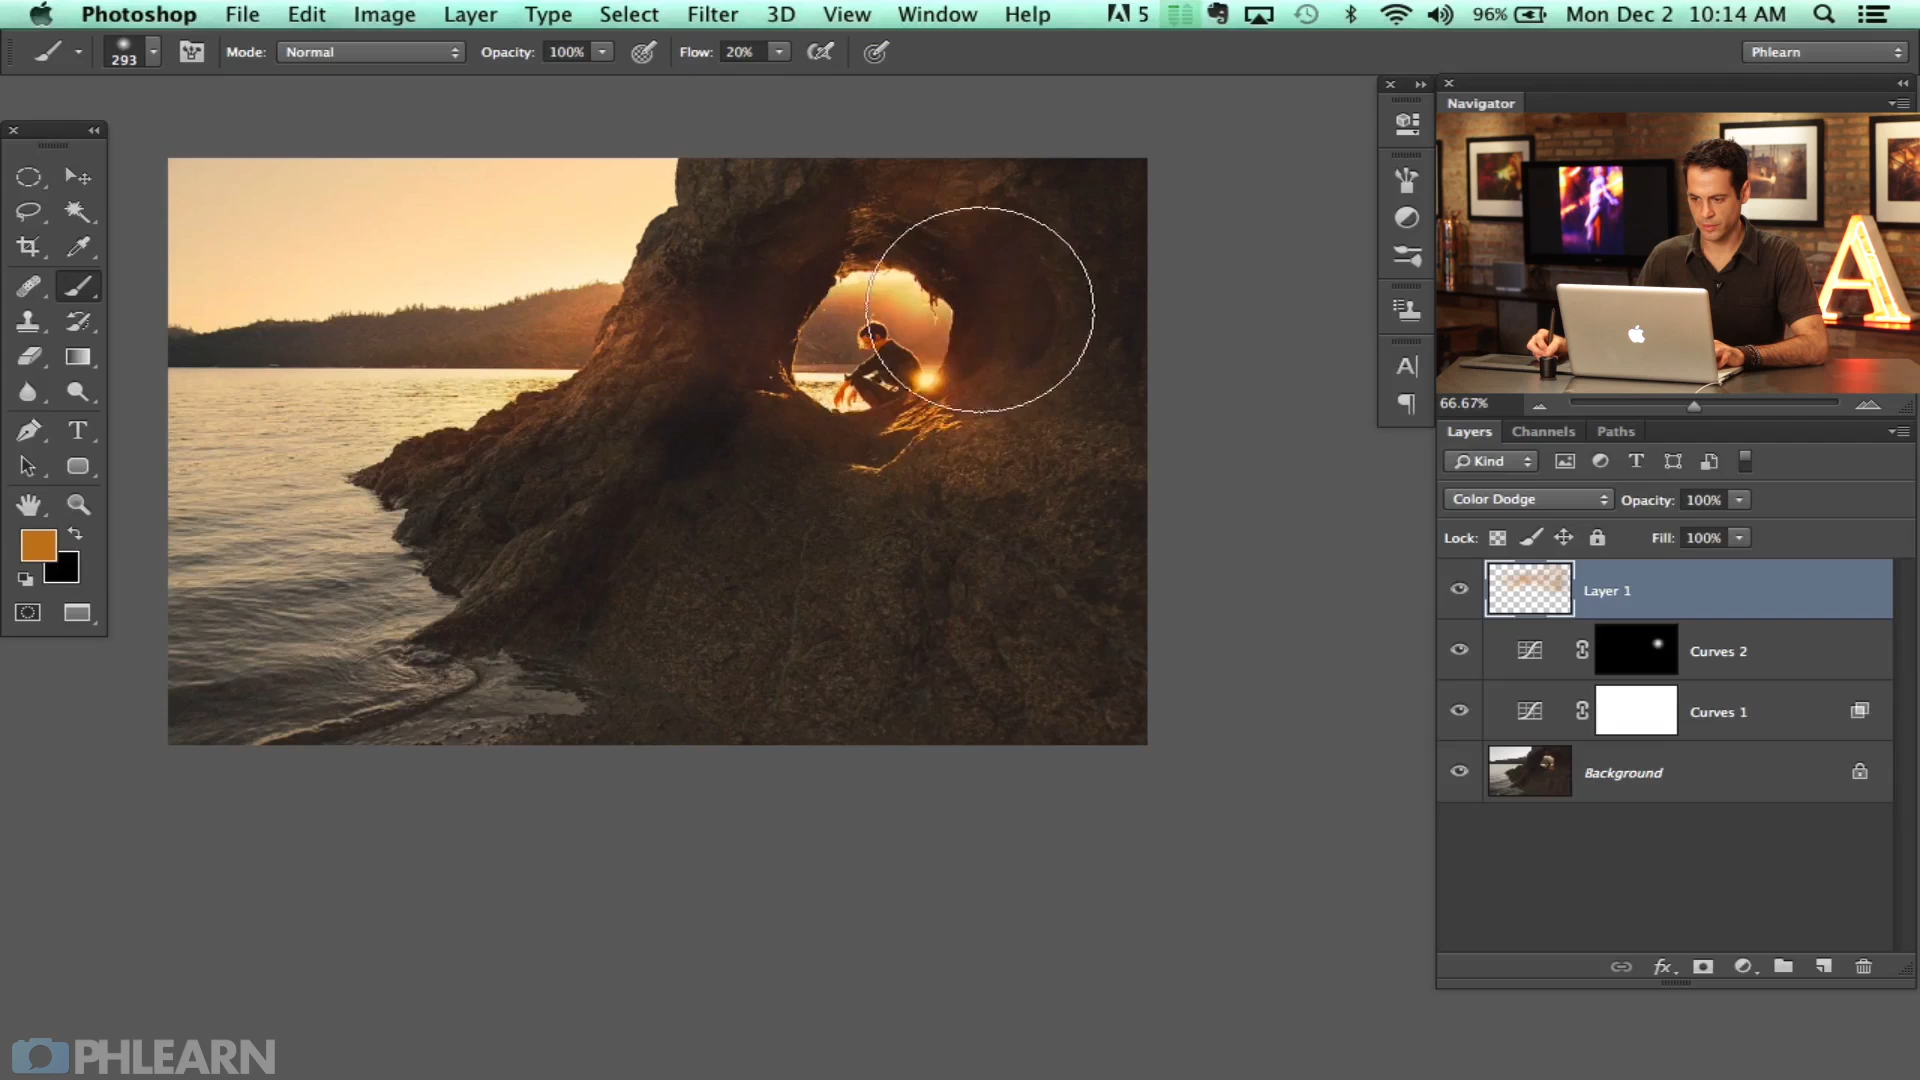 Photoshop File Edit Image Layer Type Select Filter 3D View Window Help 5 96% Mon Dec 2 10:14 AM
293 Mode: Normal Opacity: 100% Flow: 20% Phlearn
Navigator
A
66.67%
Layers Channels Paths
Kind
Color Dodge Opacity: 100%
Lock: Fill: 100%
Layer 1
Curves 2
Curves 1
Background
PHLEARN